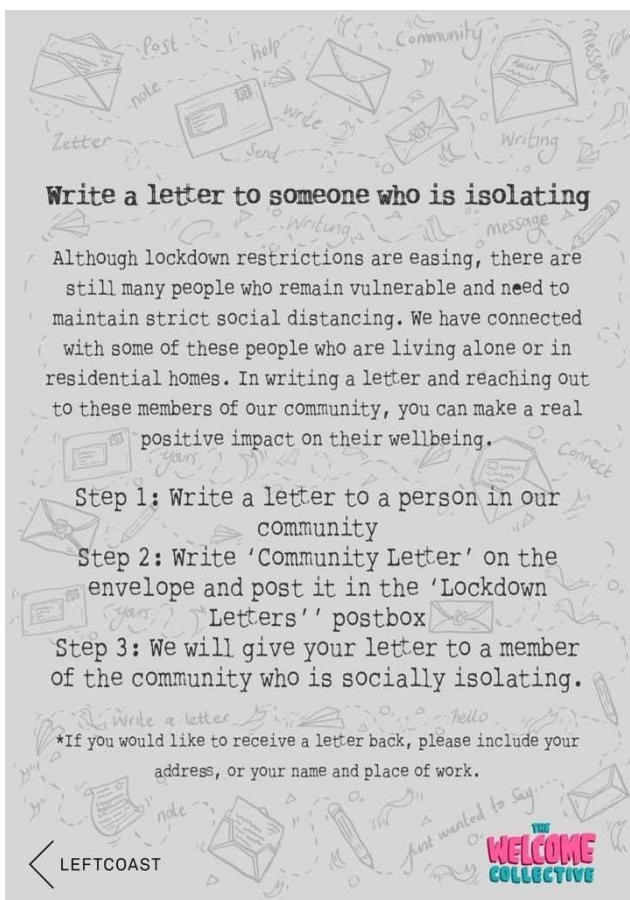 Post
help
Community
message
note
write
Zetter
Send
Writing
Write a letter to someone who is isolating
Writing
message
Although lockdown restrictions are easing, there are
still many people who remain vulnerable and need to
maintain strict social distancing. We have connected
with some of these people who are living alone or in
residential homes. In writing a letter and reaching out
to these members of our community, you can make a real
positive impact on their wellbeing.
yours
Connect
Step 1: Write a letter to a person in our
community
Step 2: Write 'Community Letter' on the
envelope and post it in the 'Lockdown
Letters'' postbox
yours
Step 3: We will give your letter to a member
of the community who is socially isolating.
Write a letter
hello
*If you would like to receive a letter back, please include your
address, or your name and place of work.
note
Just wanted to say...
LEFTCOAST
THE
WELCOME
COLLECTIVE